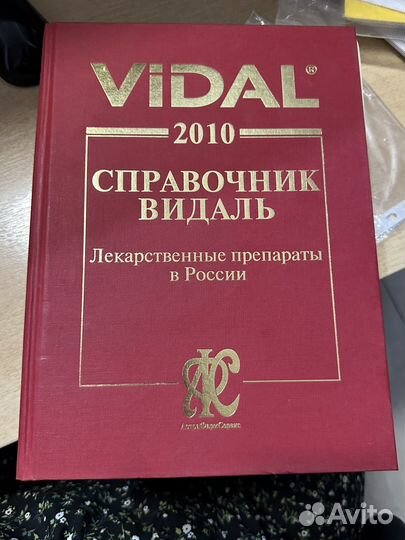 ViDAL®
2010
СПРАВОЧНИК
ВИДАЛЬ
Лекарственные препараты
в России
АстраФармСервис
Avito